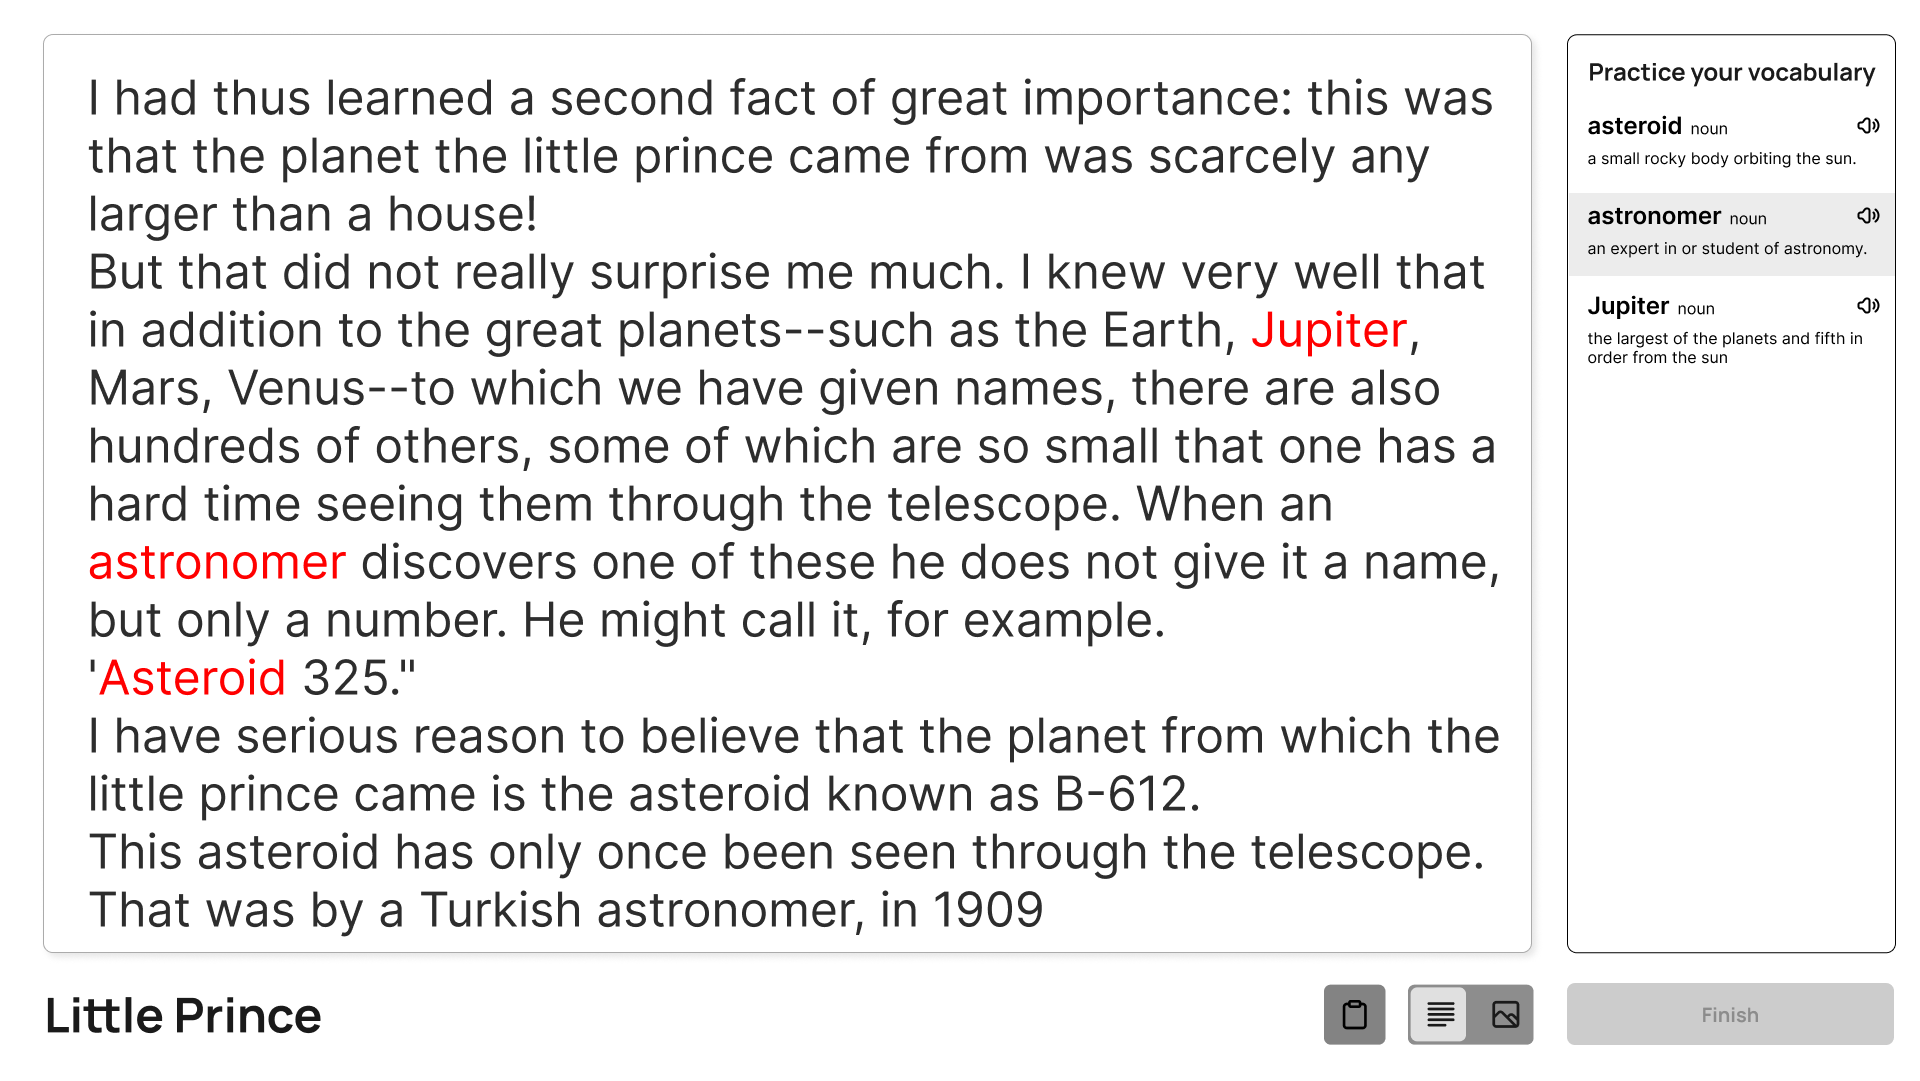 I had thus learned a second fact of great importance: this was
that the planet the little prince came from was scarcely any
larger than a house!
But that did not really surprise me much. I knew very well that
in addition to the great planets--such as the Earth, Jupiter,
Mars, Venus--to which we have given names, there are also
hundreds of others, some of which are so small that one has a
hard time seeing them through the telescope. When an
astronomer discovers one of these he does not give it a name,
but only a number. He might call it, for example.
'Asteroid 325."
I have serious reason to believe that the planet from which the
little prince came is the asteroid known as B-612.
This asteroid has only once been seen through the telescope.
That was by a Turkish astronomer, in 1909
Practice your vocabulary
asteroid noun
a small rocky body orbiting the sun.
astronomer noun
an expert in or student of astronomy.
Jupiter noun
the largest of the planets and fifth in
order from the sun
Little Prince
Finish